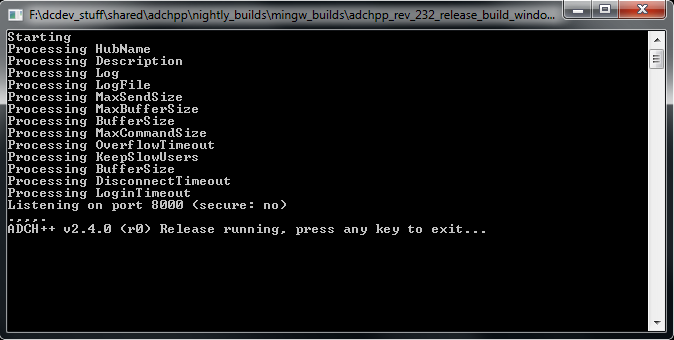 F:\dcdev_stuff\shared\adchpp\nightly_builds\mingw_builds\adchpp_rev_232_release_build_windo...
Starting
Processing HubName
Processing Description
Processing Log
Processing LogFile
Processing MaxSendSize
Processing MaxBufferSize
Processing BufferSize
Processing MaxCommandSize
Processing OverflowTimeout
Processing KeepSlowUsers
Processing BufferSize
Processing DisconnectTimeout
Processing LoginTimeout
Listening on port 8000 (secure: no)
.,,,.
ADCH++ v2.4.0 (r0) Release running, press any key to exit...